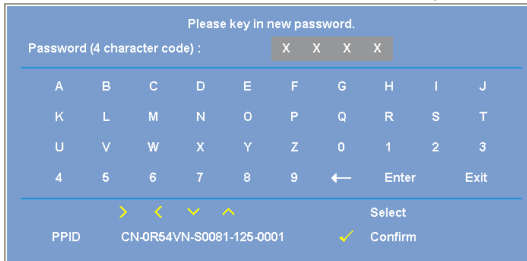 Please key in new password.
Password (4 character code) : X X X X
A B C D E F G H I J
K L M N O P Q R S T
U V W X Y Z 0 1 2 3
4 5 6 7 8 9 ← Enter Exit
> < ∨ ∧ Select
PPID CN-0R54VN-S0081-125-0001 ✓ Confirm